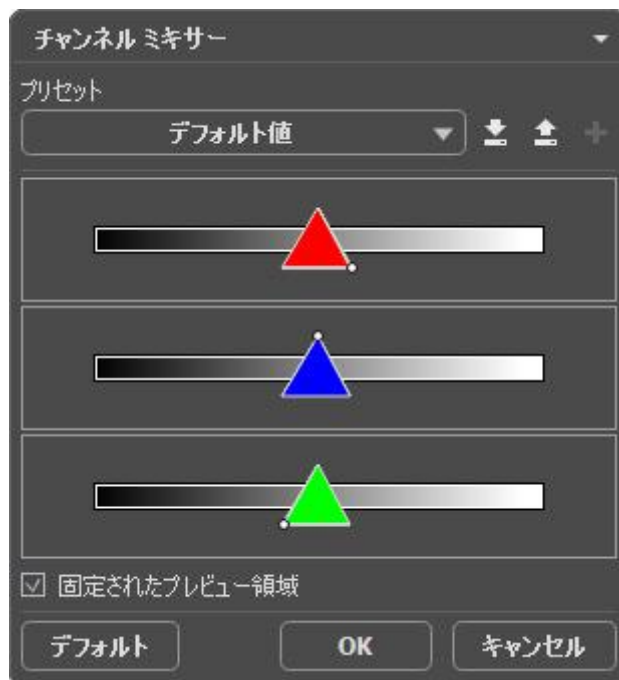 チャンネル ミキサー
プリセット
デフォルト値
固定されたプレビュー領域
デフォルト
OK
キャンセル